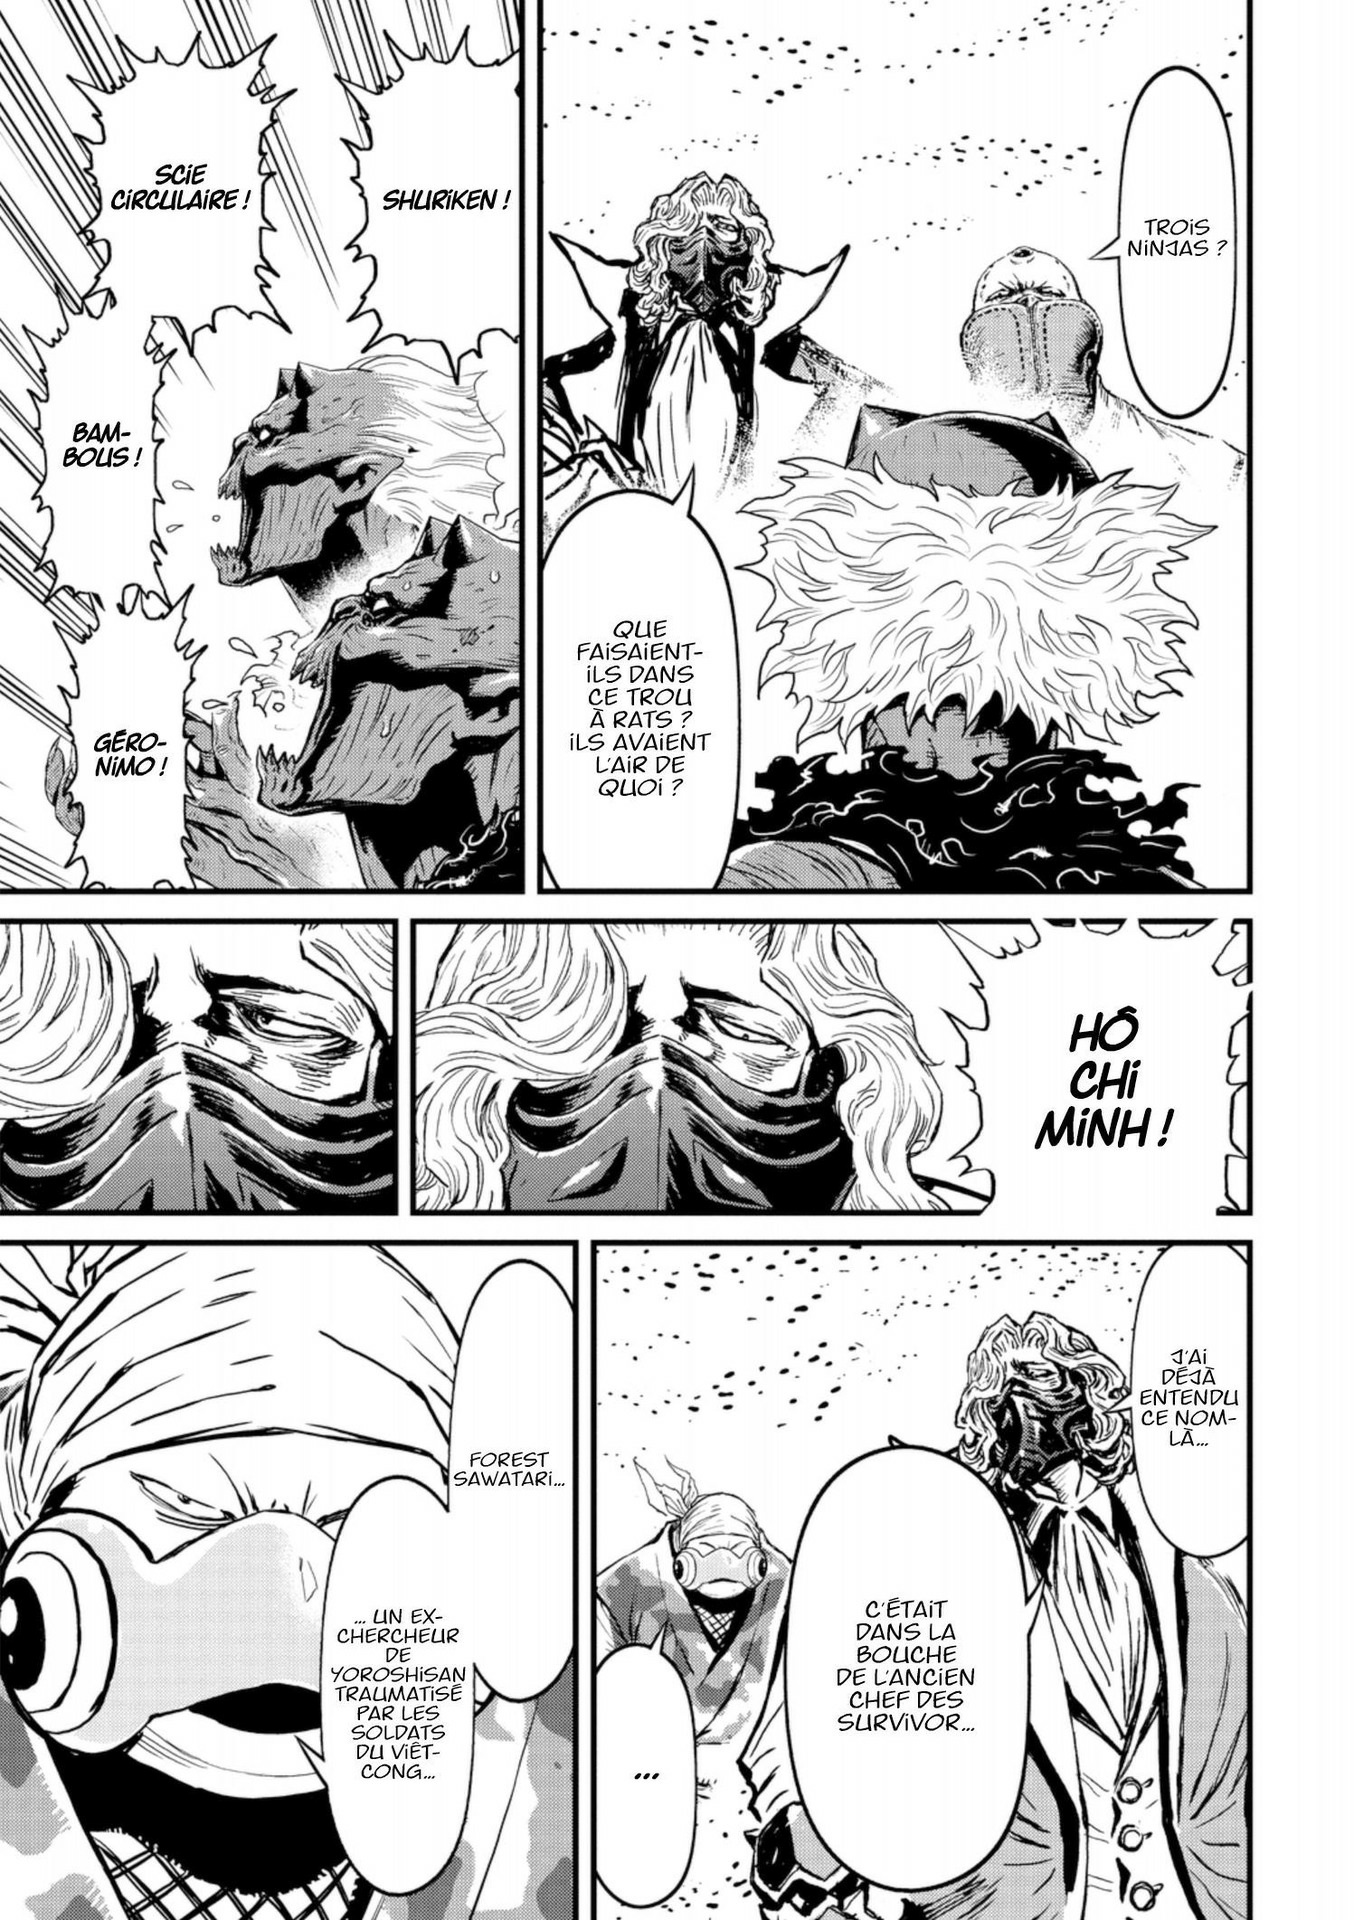 TROIS
NINJAS ?
QUE
FAISAIENT-
ILS DANS
CE TROU
À RATS ?
ILS AVAIENT
L'AIR DE
QUOI ?
SHURIKEN !
SCIE
CIRCULAIRE !
BAM-
BOUS !
GÉRO-
NIMO !
HÔ
CHI
MINH !
J'AI
DÉJÀ
ENTENDU
CE NOM-
LÀ...
C'ÉTAIT
DANS LA
BOUCHE
DE L'ANCIEN
CHEF DES
SURVIVOR...
...
FOREST
SAWATARI...
... UN EX-
CHERCHEUR
DE
YOROSHISAN
TRAUMATISÉ
PAR LES
SOLDATS
DU VIÊT-
CONG...